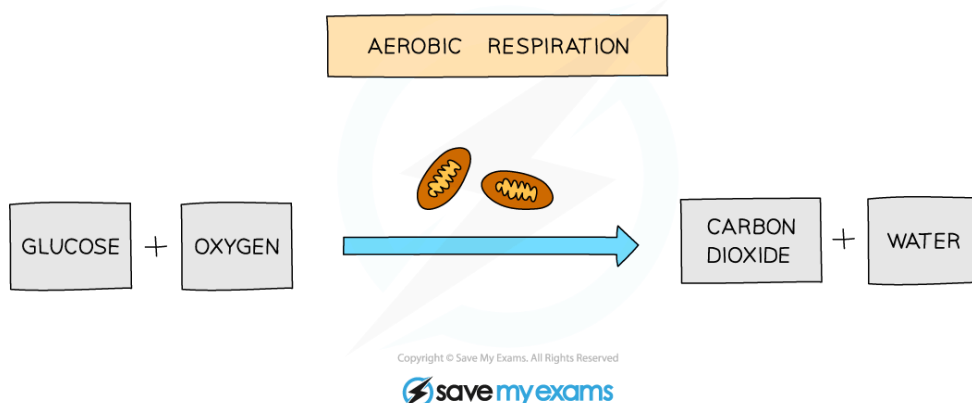 AEROBIC RESPIRATION
GLUCOSE + OXYGEN
CARBON
DIOXIDE + WATER
Copyright © Save My Exams. All Rights Reserved
save my exams